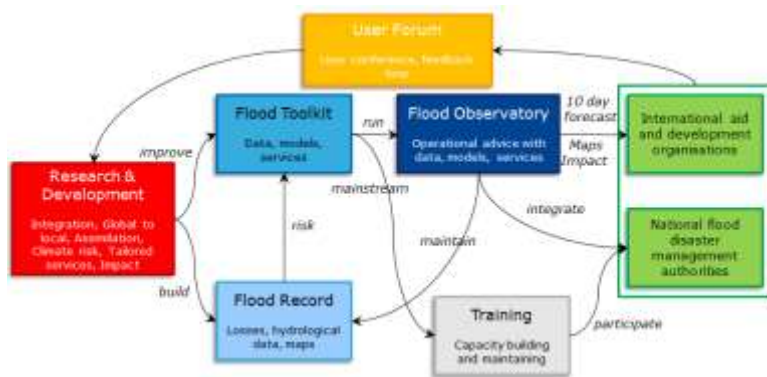 User Forum
User conference, feedback
Flood Toolkit
Data, models,
services
run
Flood Observatory
Operational advice with
data, models, services
10 day
forecast
Maps
Impact
International aid
and development
organisations
improve
Research &
Development
Integration, Global to
local, Assimilation,
Climate risk, Tailored
services, Impact
mainstream
risk
maintain
integrate
National flood
disaster
management
authorities
build
Flood Record
Losses, hydrological
data, maps
Training
Capacity building
and maintaining
participate